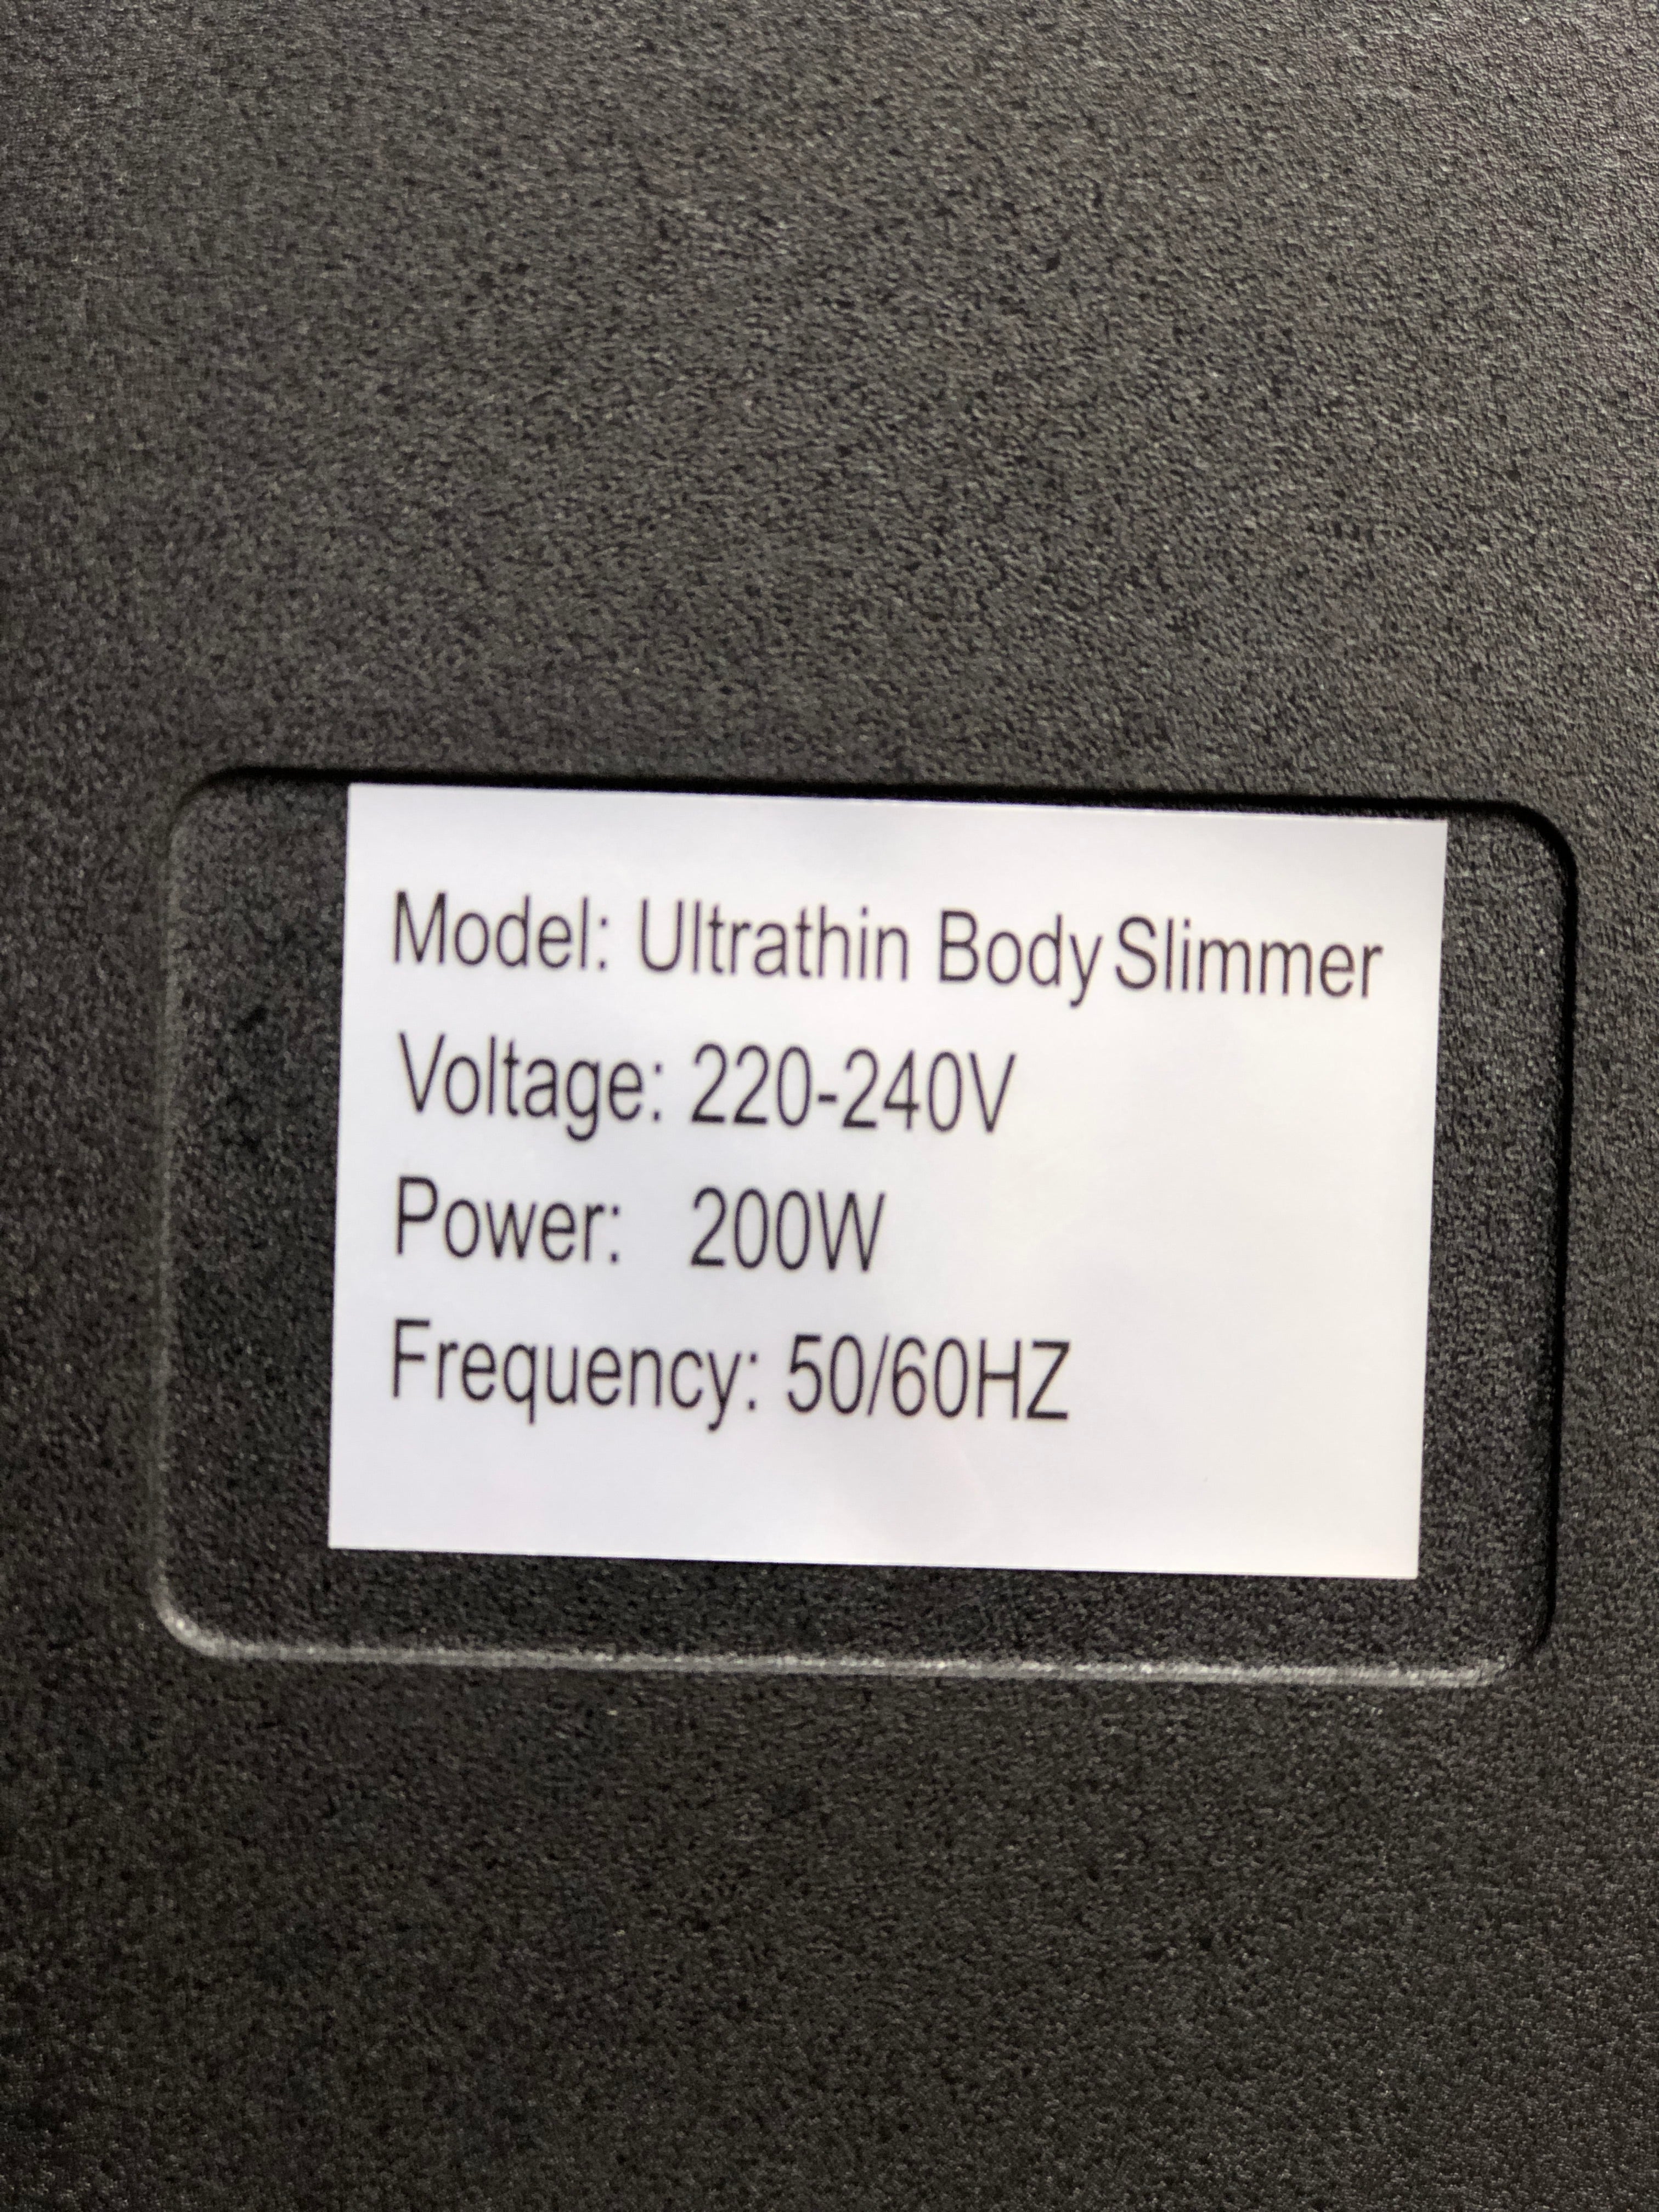 Model: Ultrathin Body Slimmer
Voltage: 220-240V
Power: 200W
Frequency: 50/60HZ